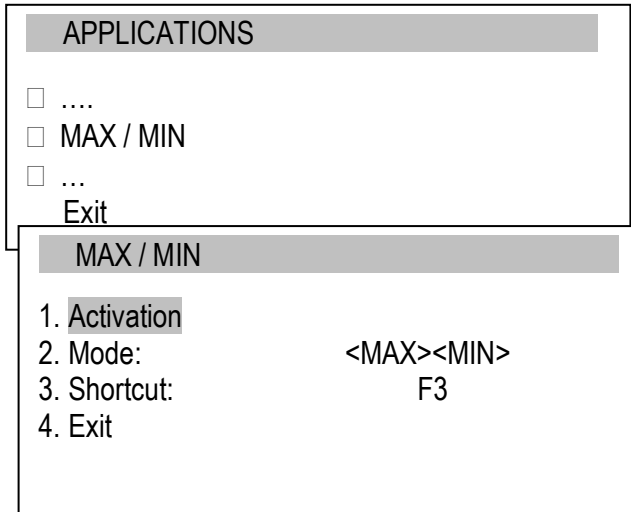 APPLICATIONS
□ ....
□ MAX / MIN
□ ...
Exit
MAX / MIN
1. Activation
2. Mode: <MAX><MIN>
3. Shortcut: F3
4. Exit